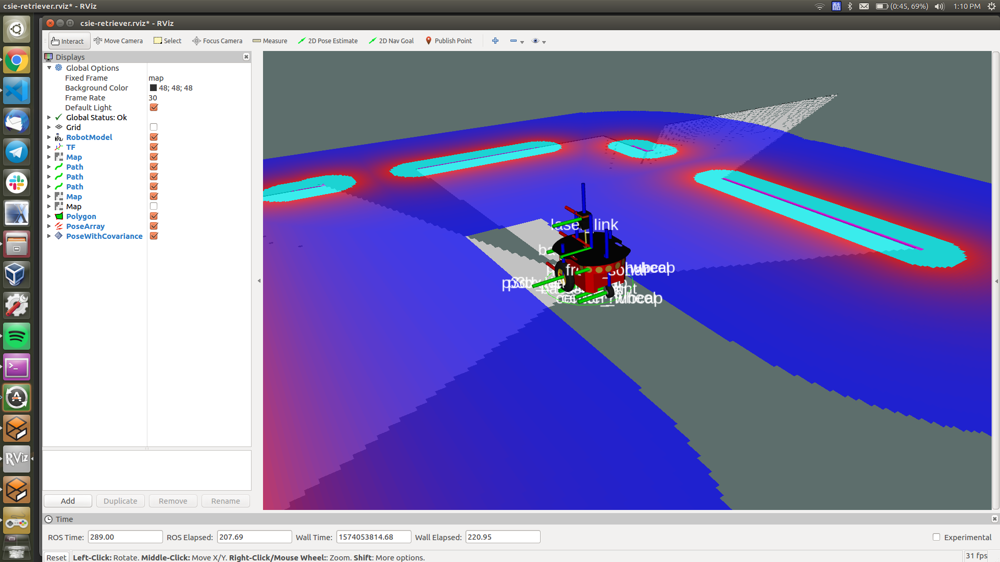 csie-retriever.rviz* - RViz
酷
(0:45, 69%)
1:10 PM
csie-retriever.rviz* - RViz
Interact
Move Camera
Select
Focus Camera
Measure
2D Pose Estimate
2D Nav Goal
Publish Point
Displays
Global Options
Fixed Frame map
Background Color 48; 48; 48
Frame Rate 30
Default Light
Global Status: Ok
Grid
RobotModel
TF
Map
Path
Path
Path
Map
Map
Polygon
PoseArray
PoseWithCovariance
link
RViz
Add
Duplicate
Remove
Rename
Time
ROS Time: 289.00 ROS Elapsed: 207.69 Wall Time: 1574053814.68 Wall Elapsed: 220.95 Experimental
Reset
Left-Click: Rotate. Middle-Click: Move X/Y. Right-Click/Mouse Wheel:: Zoom. Shift: More options.
31 fps